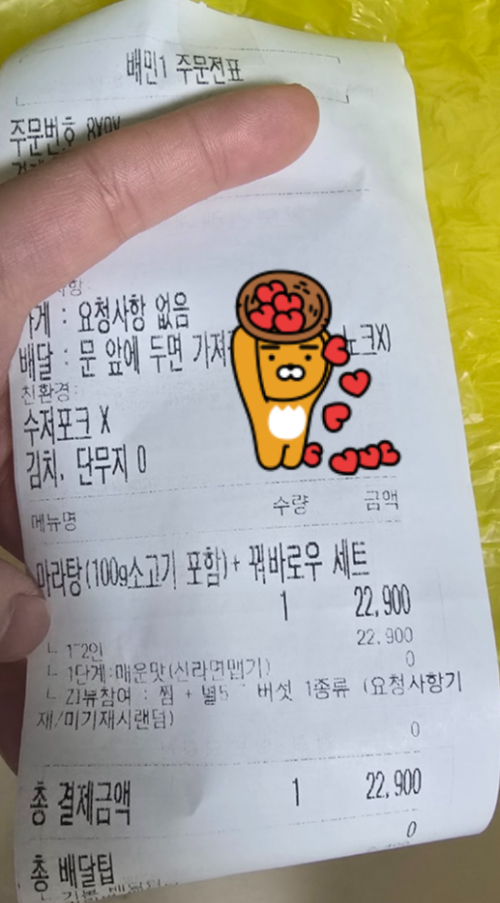 배민1 주문전표
주문번호
가게 : 요청사항 없음
배달 : 문 앞에 두면 가져
친환경:
수저포크 X
김치, 단무지 0
메뉴명 수량 금액
마라탕(100g소고기 포함)+ 꿔바로우 세트
1 22,900
22,900
ㄴ 1~2인
0
ㄴ 1단계:매운맛(신라면맵기)
ㄴ 리뷰참여 : 찜 + 별5 버섯 1종류 (요청사항기
재/미기재시랜덤)
0
총 결제금액 1 22,900
0
총 배달팁